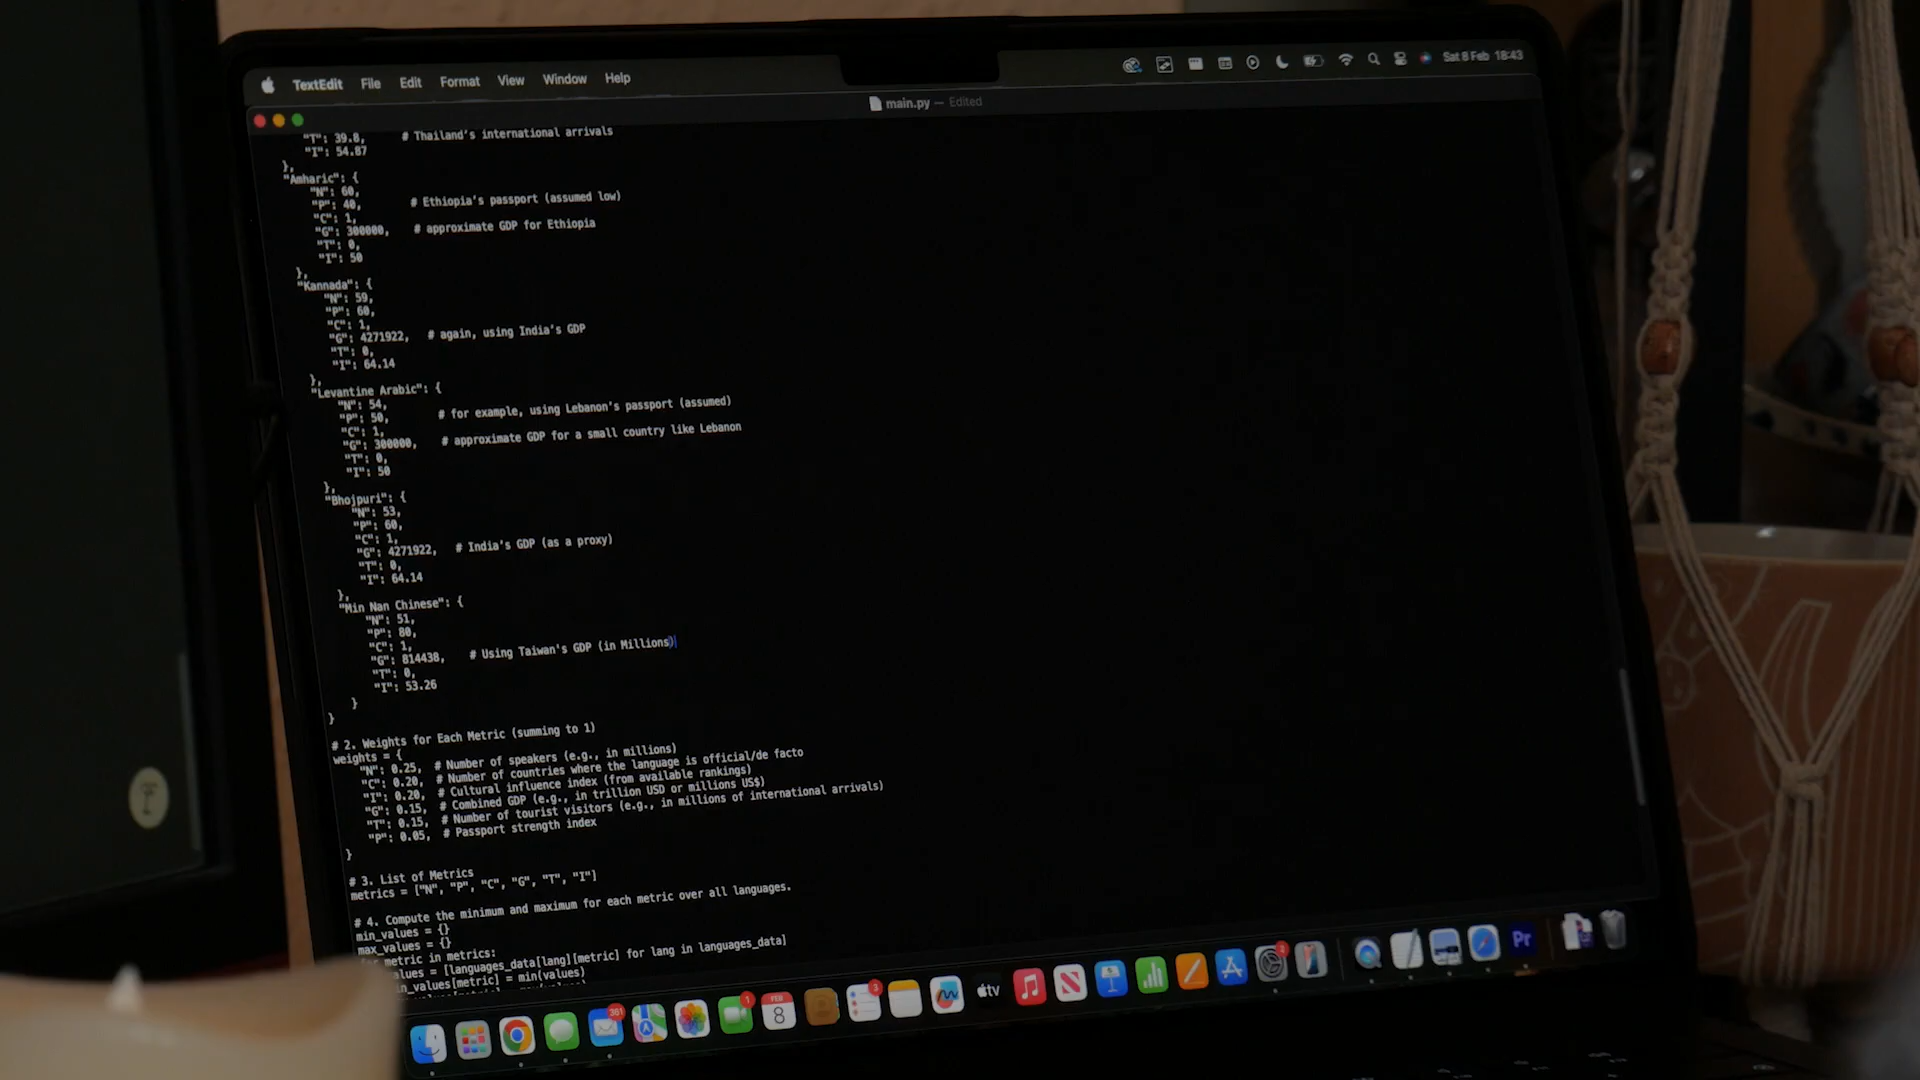 TextEdit File Edit Format View Window Help
Sat 8 Feb 18:43
main.py — Edited
"T": 39.8, # Thailand's international arrivals
"I": 54.87
},
"Amharic": {
"N": 60,
"P": 40, # Ethiopia's passport (assumed low)
"C": 1,
"G": 300000, # approximate GDP for Ethiopia
"T": 0,
"I": 50
},
"Kannada": {
"N": 59,
"P": 60,
"C": 1,
"G": 4271922, # again, using India's GDP
"T": 0,
"I": 64.14
},
"Levantine Arabic": {
"N": 54,
"P": 50, # for example, using Lebanon's passport (assumed)
"C": 1,
"G": 300000, # approximate GDP for a small country like Lebanon
"T": 0,
"I": 50
},
"Bhojpuri": {
"N": 53,
"P": 60,
"C": 1,
"G": 4271922, # India's GDP (as a proxy)
"T": 0,
"I": 64.14
},
"Min Nan Chinese": {
"N": 51,
"P": 80,
"C": 1,
"G": 814438, # Using Taiwan's GDP (in Millions)
"T": 0,
"I": 53.26
}
}
# 2. Weights for Each Metric (summing to 1)
weights = {
"N": 0.25, # Number of speakers (e.g., in millions)
"C": 0.20, # Number of countries where the language is official/de facto
"I": 0.20, # Cultural influence index (from available rankings)
"G": 0.15, # Combined GDP (e.g., in trillion USD or millions US$)
"T": 0.15, # Number of tourist visitors (e.g., in millions of international arrivals)
"P": 0.05, # Passport strength index
}
# 3. List of Metrics
metrics = ["N", "P", "C", "G", "T", "I"]
# 4. Compute the minimum and maximum for each metric over all languages.
min_values = {}
max_values = {}
metric in metrics:
values = [languages_data[lang][metric] for lang in languages_data]
n_values[metric] = min(values)
361
1
FEB
8
3
tv
2
Pr